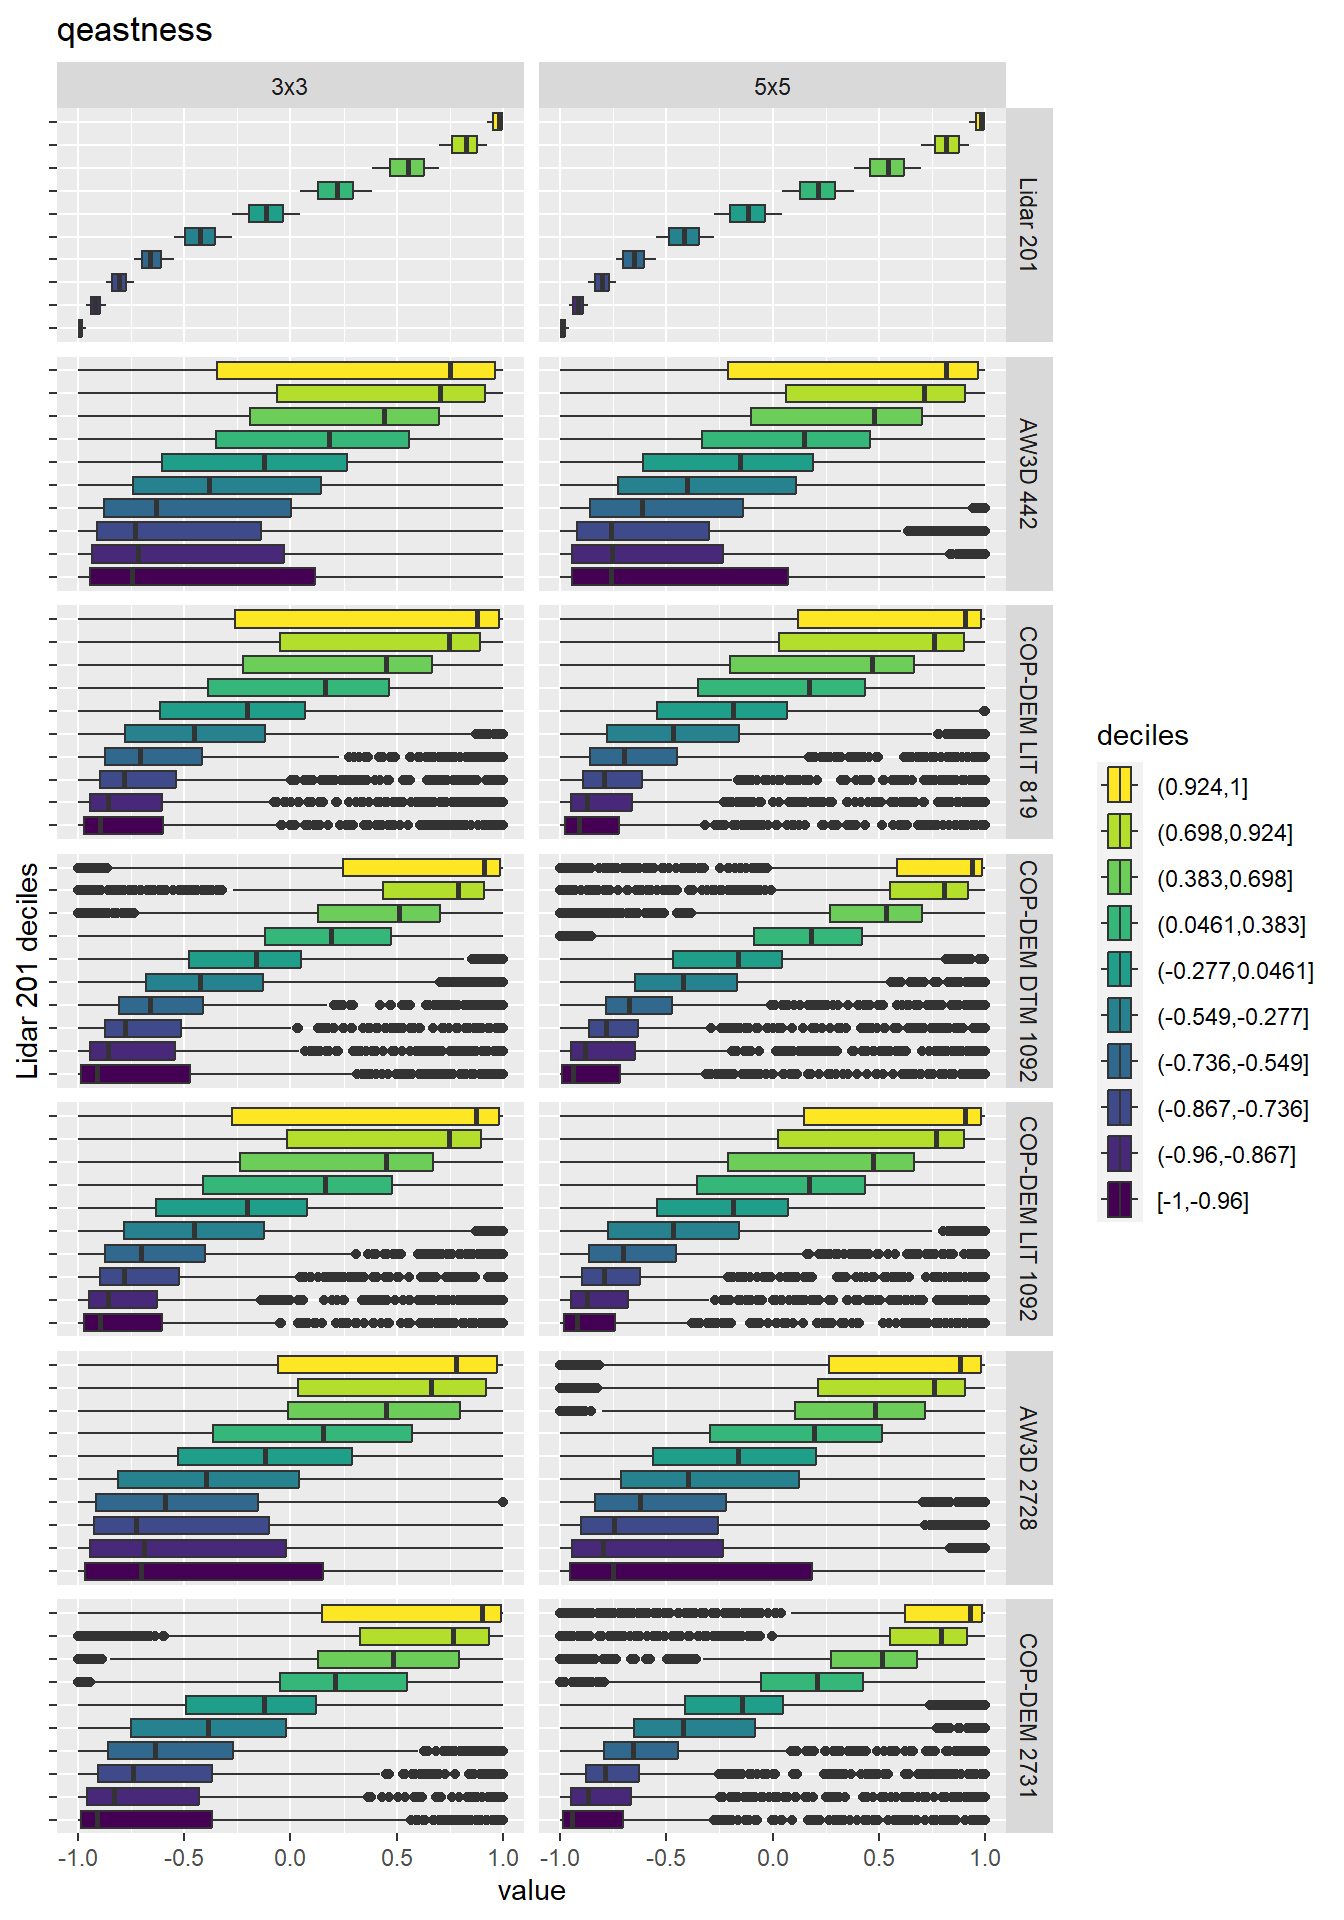 qeastness
3x3
5x5
Lidar 201
AW3D 442
COP-DEM LIT 819
COP-DEM DTM 1092
COP-DEM LIT 1092
AW3D 2728
COP-DEM 2731
Lidar 201 deciles
-1.0 -0.5 0.0 0.5 1.0
-1.0 -0.5 0.0 0.5 1.0
value
deciles
(0.924,1]
(0.698,0.924]
(0.383,0.698]
(0.0461,0.383]
(-0.277,0.0461]
(-0.549,-0.277]
(-0.736,-0.549]
(-0.867,-0.736]
(-0.96,-0.867]
[-1,-0.96]